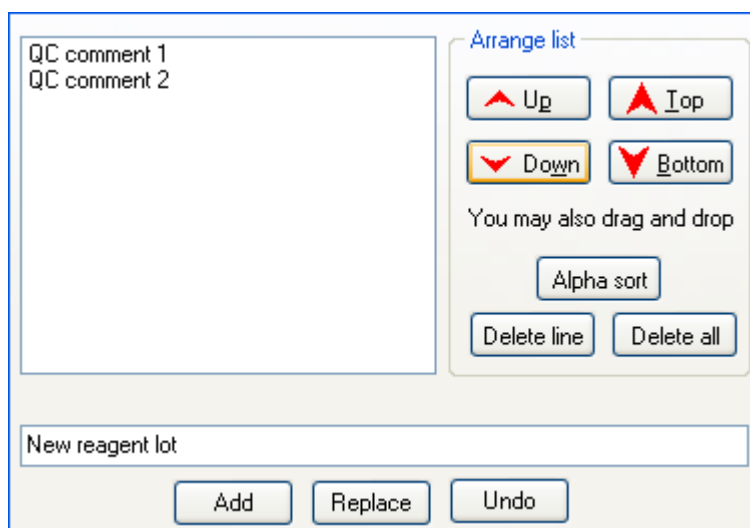 QC comment 1
QC comment 2
Arrange list
Up
Top
Down
Bottom
You may also drag and drop
Alpha sort
Delete line
Delete all
New reagent lot
Add
Replace
Undo